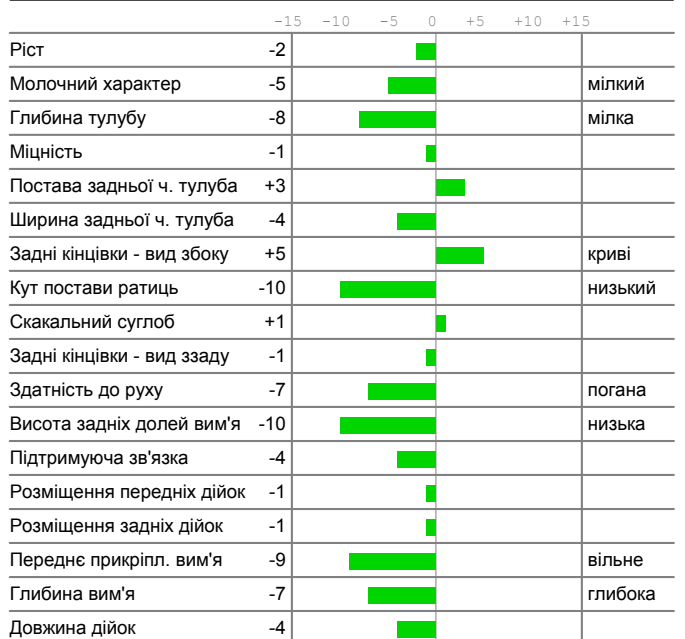 -15 -10 -5 0 +5 +10 +15
Ріст -2
Молочний характер -5 мілкий
Глибина тулубу -8 мілка
Міцність -1
Постава задньої ч. тулуба +3
Ширина задньої ч. тулуба -4
Задні кінцівки - вид збоку +5 криві
Кут постави ратиць -10 низький
Скакальний суглоб +1
Задні кінцівки - вид ззаду -1
Здатність до руху -7 погана
Висота задніх долей вим'я -10 низька
Підтримуюча зв'язка -4
Розміщення передніх дійок -1
Розміщення задніх дійок -1
Переднє прикріпл. вим'я -9 вільне
Глибина вим'я -7 глибока
Довжина дійок -4